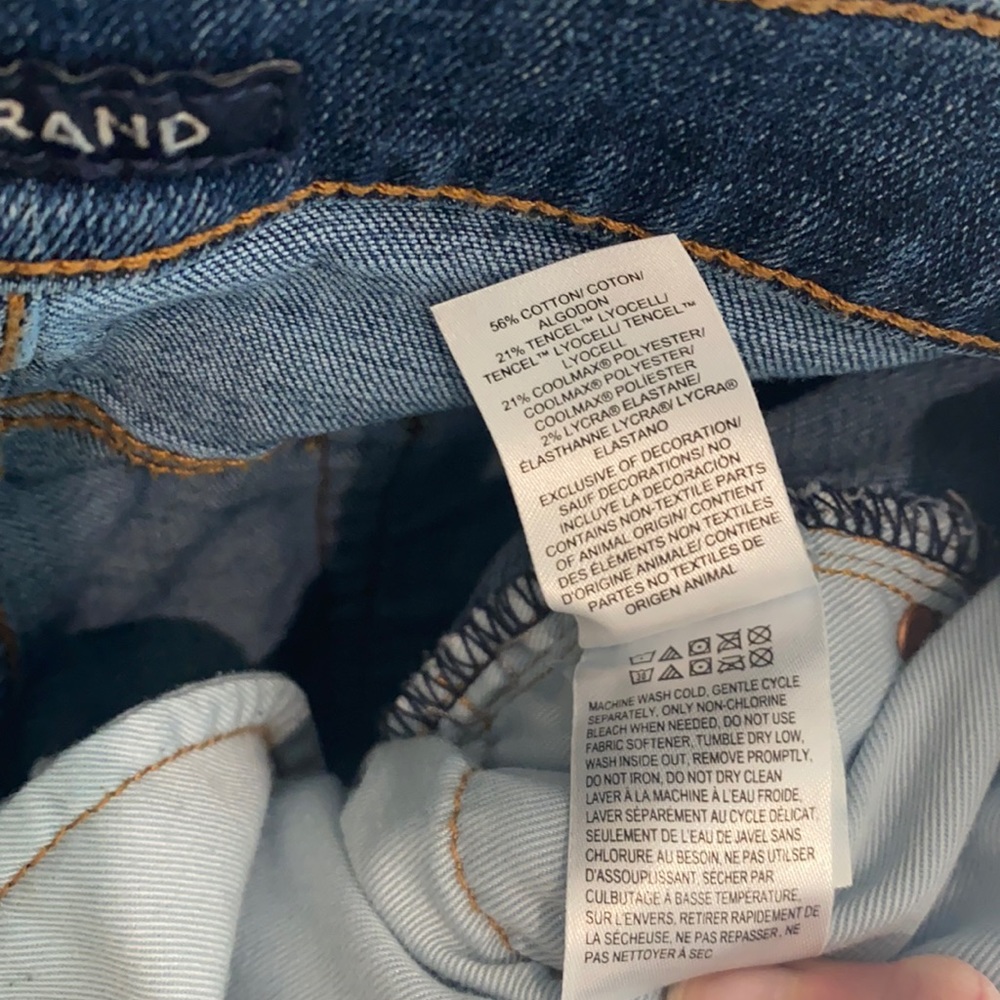 RAND
56% COTTON/ COTON/
ALGODON
21% TENCEL™ LYOCELL/
TENCEL™ LYOCELL/ TENCEL™
LYOCELL
21% COOLMAX® POLYESTER/
COOLMAX® POLYESTER/
COOLMAX® POLIESTER
2% LYCRA® ELASTANE/
ÉLASTHANNE LYCRA®/ LYCRA®
ELASTANO
EXCLUSIVE OF DECORATION/
SAUF DECORATIONS/ NO
INCLUYE LA DECORACIÓN
CONTAINS NON-TEXTILE PARTS
OF ANIMAL ORIGIN/ CONTIENT
DES ÉLÉMENTS NON TEXTILES
D'ORIGINE ANIMALE/ CONTIENE
PARTES NO TEXTILES DE
ORIGEN ANIMAL
MACHINE WASH COLD, GENTLE CYCLE
SEPARATELY, ONLY NON-CHLORINE
BLEACH WHEN NEEDED, DO NOT USE
FABRIC SOFTENER, TUMBLE DRY LOW,
WASH INSIDE OUT, REMOVE PROMPTLY,
DO NOT IRON, DO NOT DRY CLEAN
LAVER À LA MACHINE À L'EAU FROIDE,
LAVER SÉPARÉMENT AU CYCLE DÉLICAT,
SEULEMENT DE L'EAU DE JAVEL SANS
CHLORURE AU BESOIN, NE PAS UTILSER
D'ASSOUPLISSANT, SÉCHER PAR
CULBUTAGE À BASSE TEMPÉRATURE,
SUR L'ENVERS, RETIRER RAPIDEMENT DE
LA SÉCHEUSE, NE PAS REPASSER, NE
PAS NETTOYER À SEC